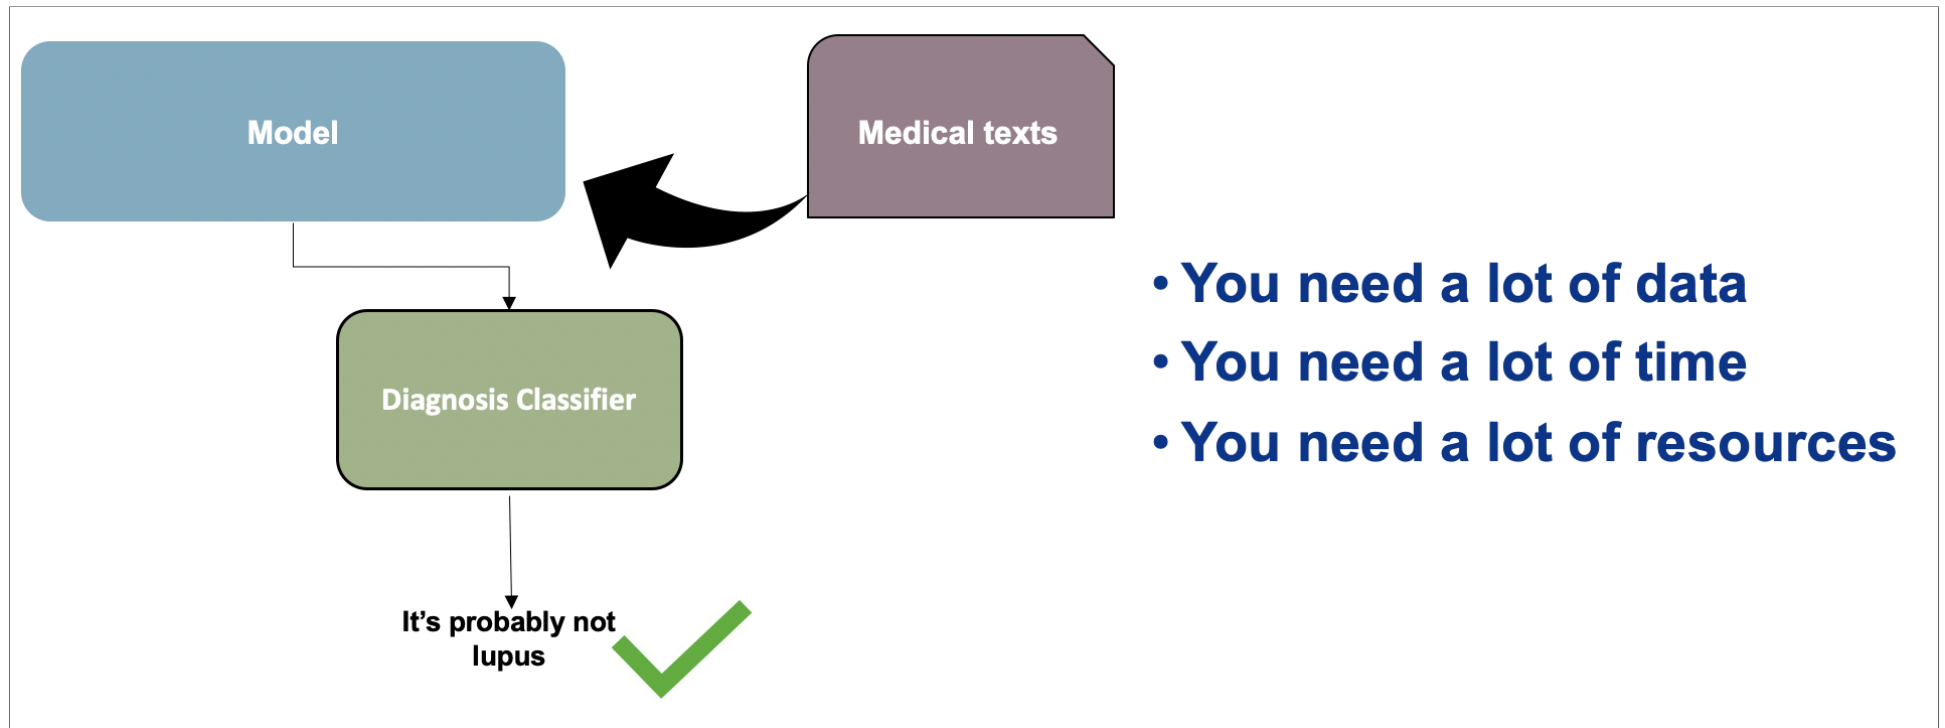 Model
Medical texts
Diagnosis Classifier
It’s probably not
lupus
• You need a lot of data
• You need a lot of time
• You need a lot of resources